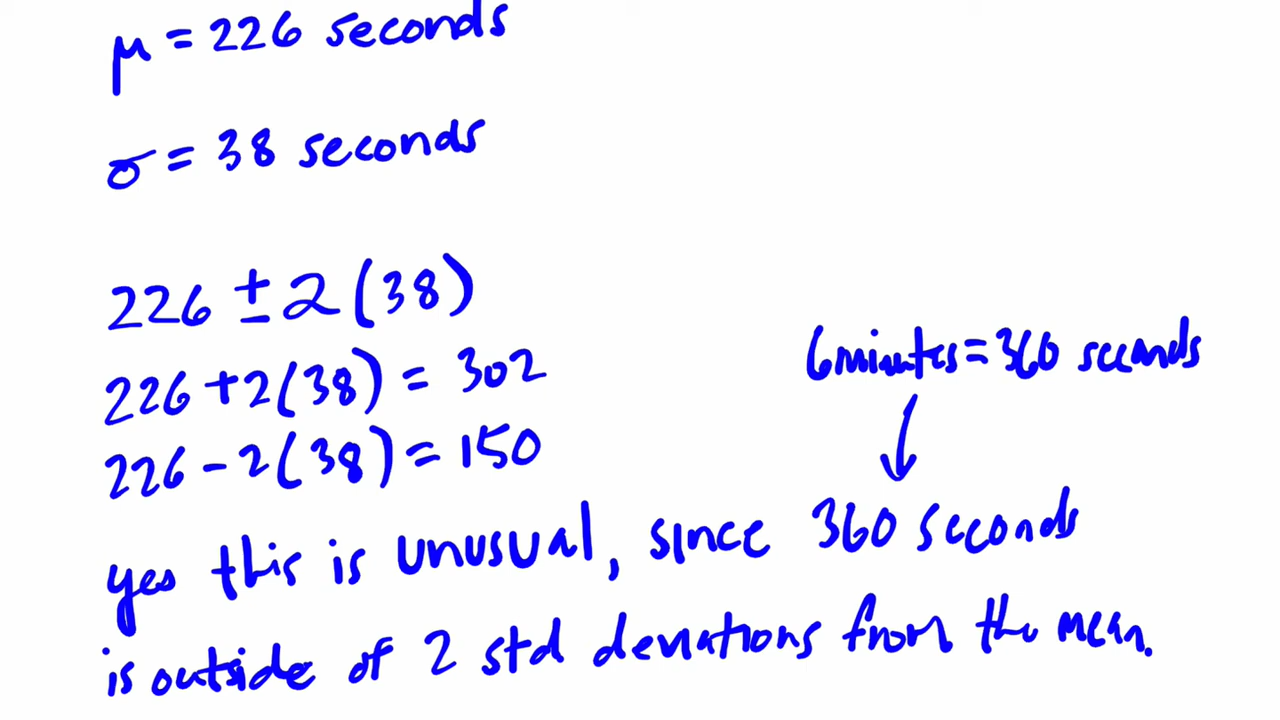 μ = 226 seconds
σ = 38 seconds
226 ± 2 (38)
226 + 2(38) = 302
226 - 2(38) = 150
6 minutes = 360 seconds
yes this is unusual, since 360 seconds
is outside of 2 std deviations from the mean.